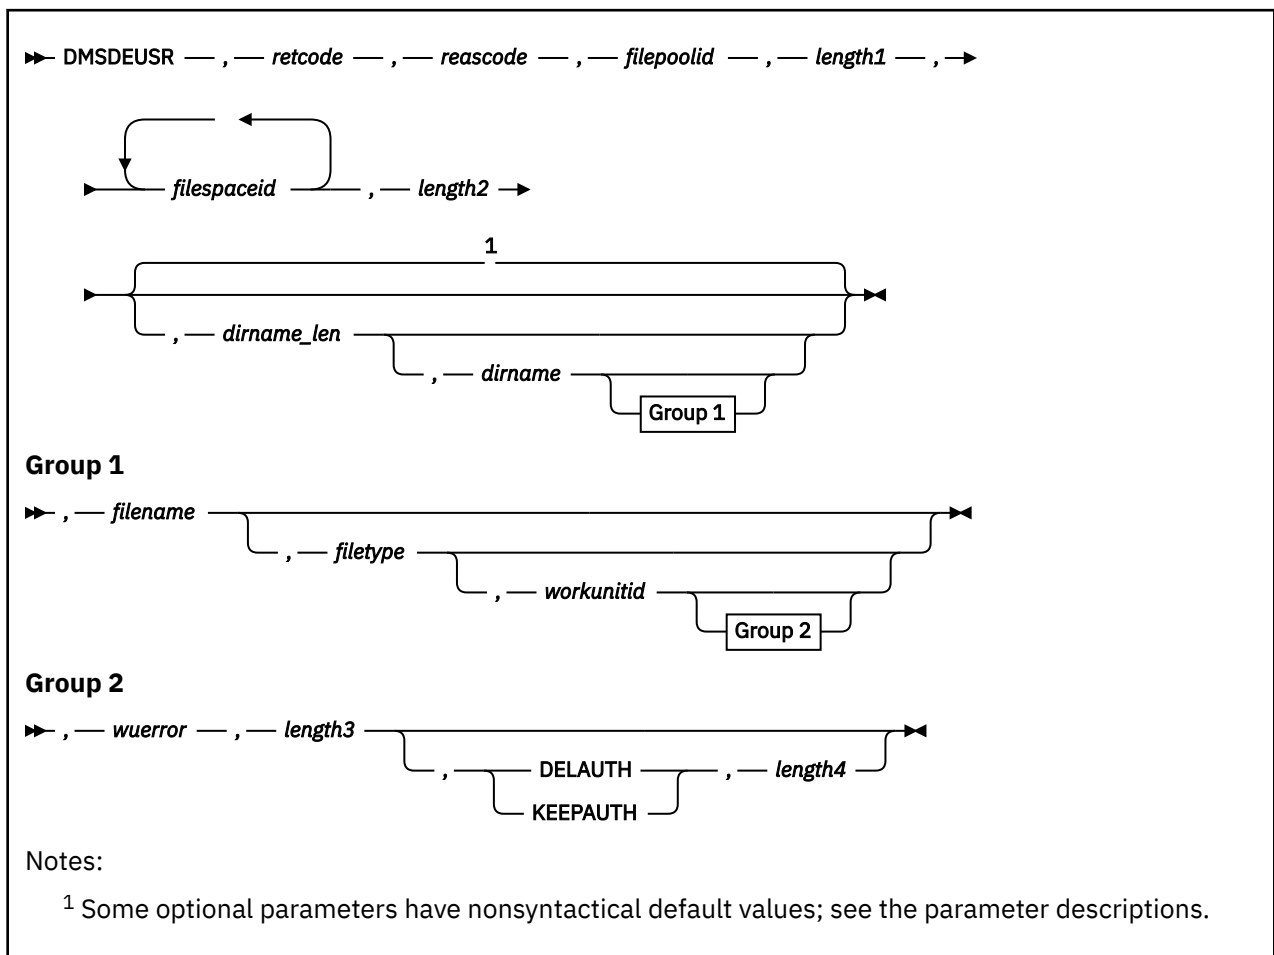 DMSDEUSR , retcode , reascode , filepoolid , length1 ,
filespaceid , length2
1
, dirname_len
, dirname
Group 1
Group 1
, filename
, filetype
, workunitid
Group 2
Group 2
, wuerror , length3
, DELAUTH , length4
KEEPAUTH
Notes:
1 Some optional parameters have nonsyntactical default values; see the parameter descriptions.